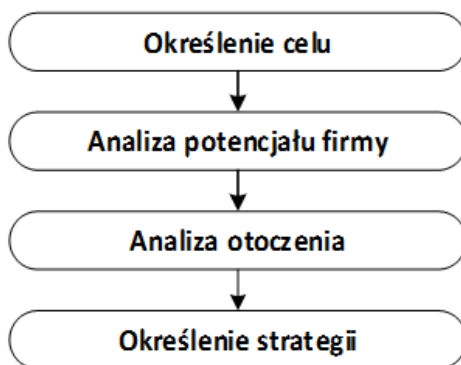 Określenie celu
Analiza potencjału firmy
Analiza otoczenia
Określenie strategii